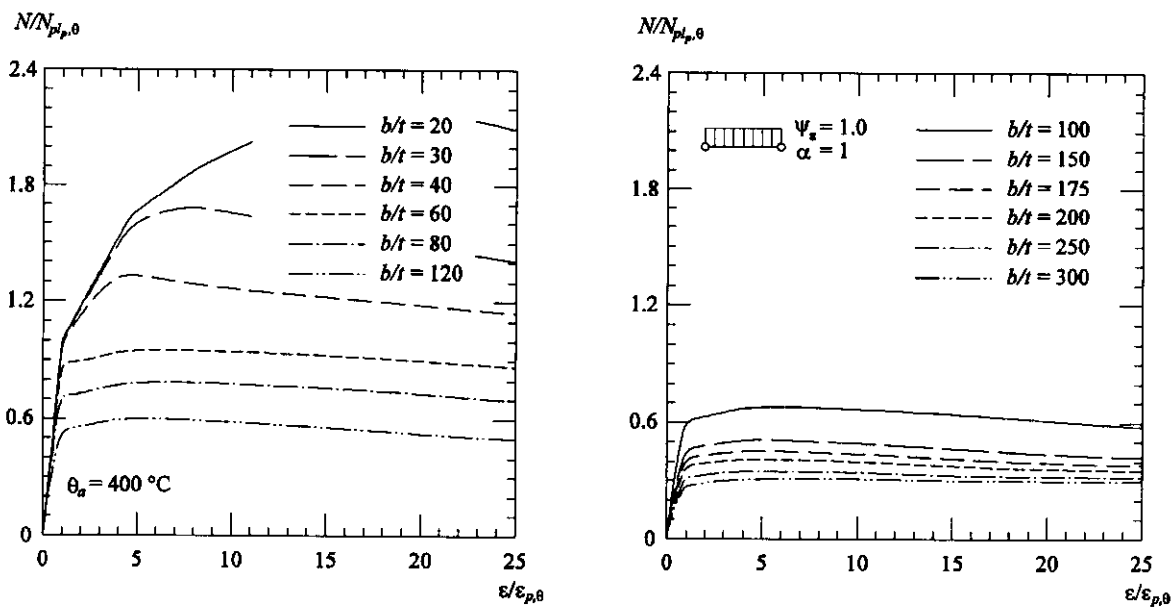 N/N_{pl_p,θ}
2.4
1.8
1.2
0.6
0
b/t = 20
b/t = 30
b/t = 40
b/t = 60
b/t = 80
b/t = 120
θ_a = 400 °C
0 5 10 15 20 25
ε/ε_{p,θ}
N/N_{pl_p,θ}
2.4
1.8
1.2
0.6
0
Ψ_ε = 1.0
α = 1
b/t = 100
b/t = 150
b/t = 175
b/t = 200
b/t = 250
b/t = 300
0 5 10 15 20 25
ε/ε_{p,θ}